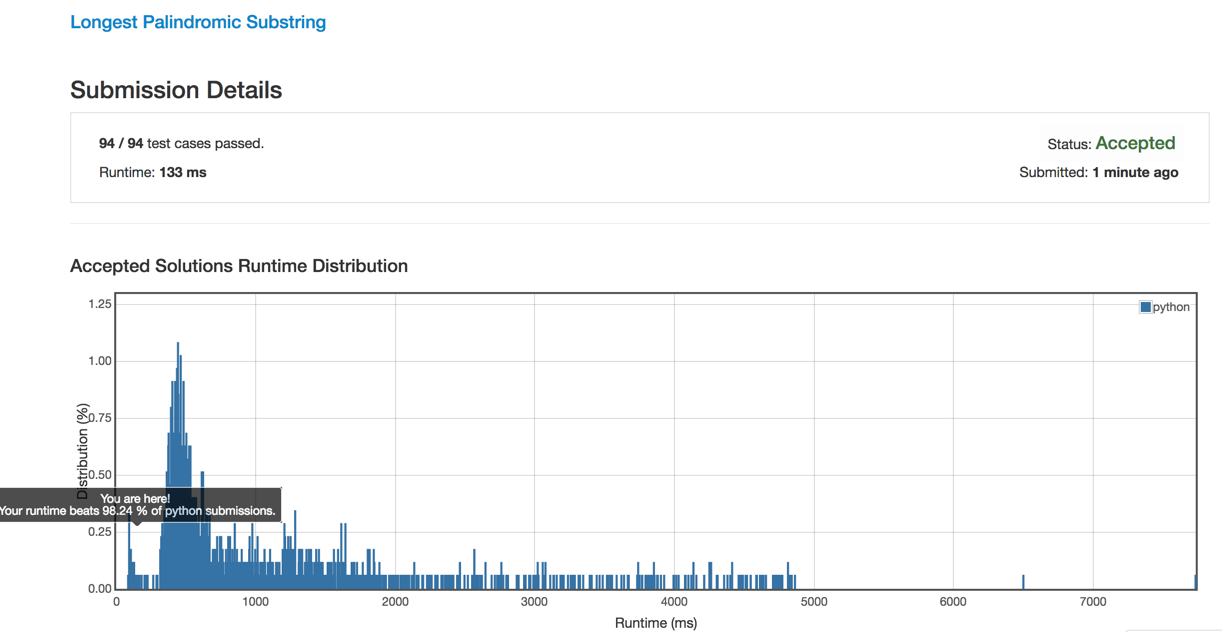 Longest Palindromic Substring
Submission Details
94 / 94 test cases passed.
Status: Accepted
Runtime: 133 ms
Submitted: 1 minute ago
Accepted Solutions Runtime Distribution
python
Distribution (%)
1.25
1.00
0.75
0.50
0.25
0.00
You are here!
Your runtime beats 98.24 % of python submissions.
0 1000 2000 3000 4000 5000 6000 7000
Runtime (ms)